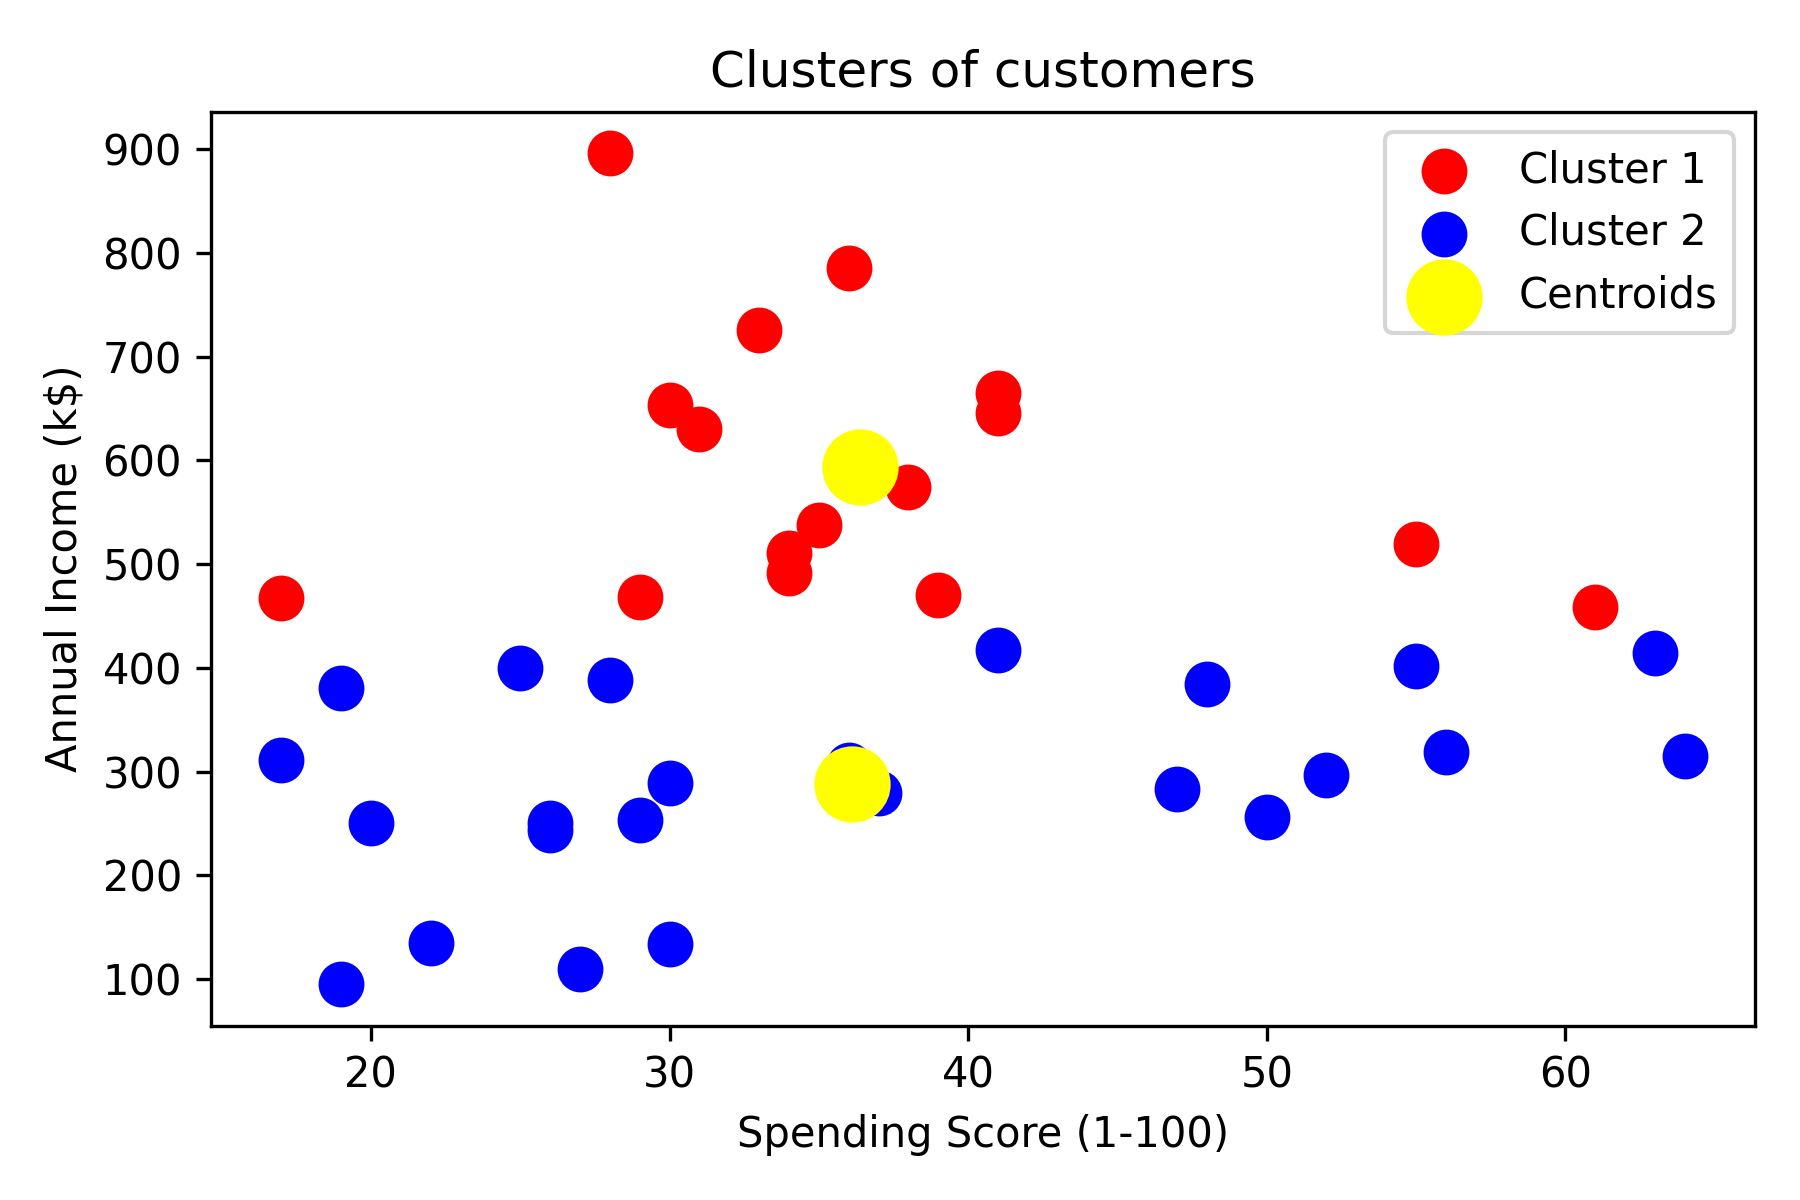 Clusters of customers
Cluster 1
Cluster 2
Centroids
Annual Income (k$)
900
800
700
600
500
400
300
200
100
20 30 40 50 60
Spending Score (1-100)